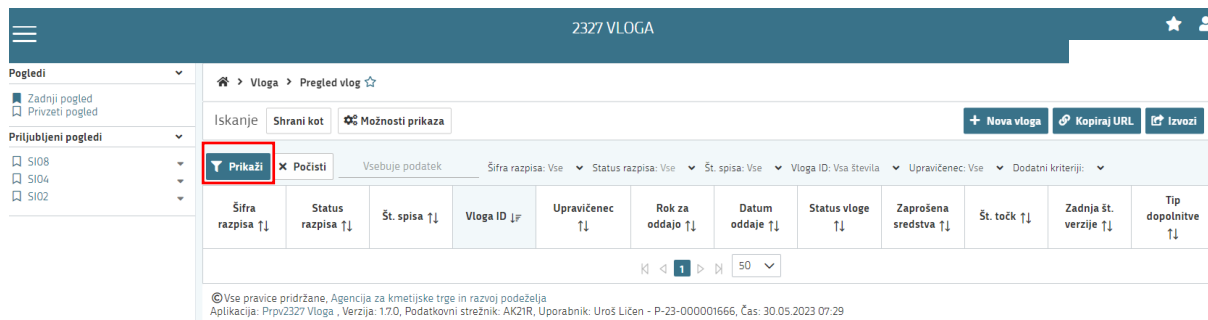 2327 VLOGA
Pogledi
Zadnji pogled
Privzeti pogled
Priljubljeni pogledi
SI08
SI04
SI02
Vloga > Pregled vlog
Iskanje Shrani kot Možnosti prikaza + Nova vloga Kopiraj URL Izvozi
Prikaži × Počisti Vsebuje podatek Šifra razpisa: Vse Status razpisa: Vse Št. spisa: Vse Vloga ID: Vsa števila Upravičenec: Vse Dodatni kriteriji:
Šifra razpisa Status razpisa Št. spisa Vloga ID Upravičenec Rok za oddajo Datum oddaje Status vloge Zaprošena sredstva Št. točk Zadnja št. verzije Tip dopolnitve
1 50
©Vse pravice pridržane, Agencija za kmetijske trge in razvoj podeželja
Aplikacija: Prpv2327 Vloga , Verzija: 1.7.0, Podatkovni strežnik: AK21R, Uporabnik: Uroš Ličen - P-23-000001666, Čas: 30.05.2023 07:29